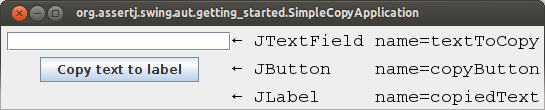 org.assertj.swing.aut.getting_started.SimpleCopyApplication
← JTextField name=textToCopy
Copy text to label ← JButton name=copyButton
← JLabel name=copiedText